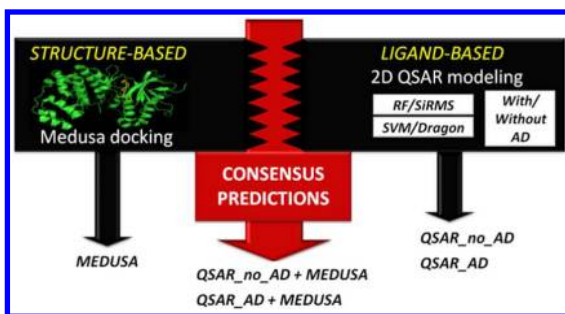 STRUCTURE-BASED
Medusa docking
MEDUSA
CONSENSUS
PREDICTIONS
QSAR_no_AD + MEDUSA
QSAR_AD + MEDUSA
LIGAND-BASED
2D QSAR modeling
RF/SiRMS
SVM/Dragon
With/
Without
AD
QSAR_no_AD
QSAR_AD